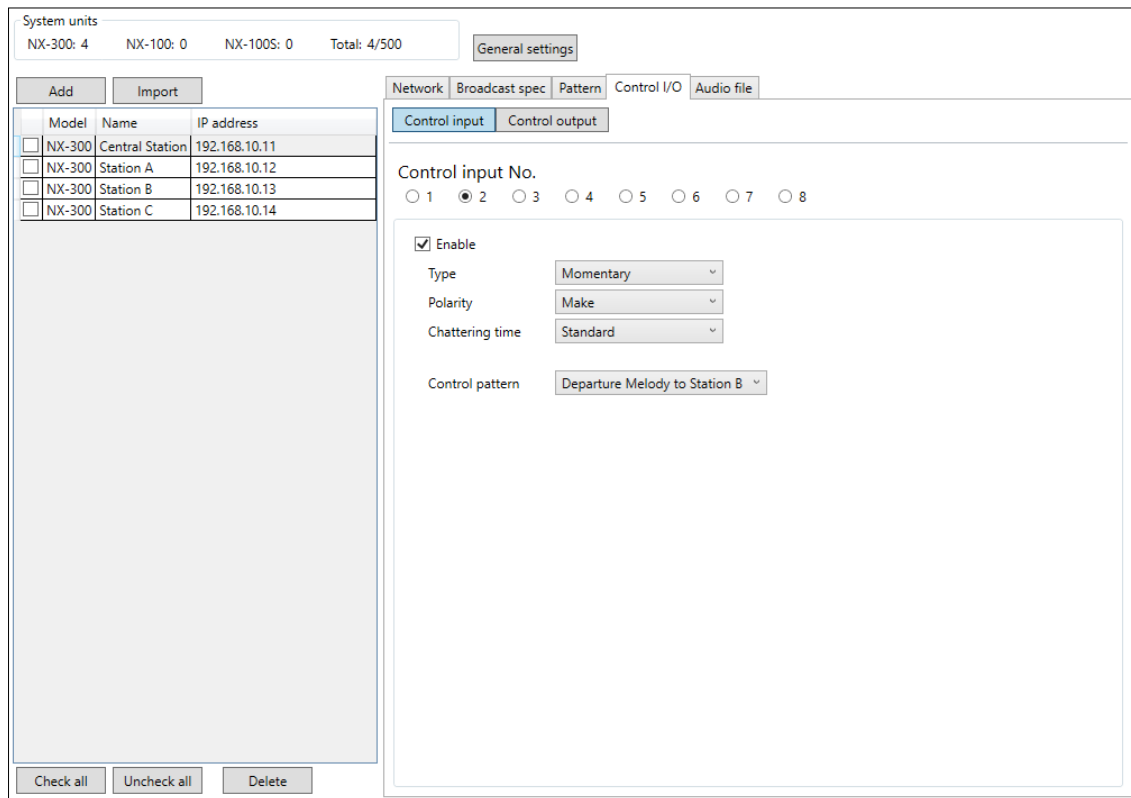 System units
NX-300: 4 NX-100: 0 NX-100S: 0 Total: 4/500
General settings
Add Import
Model Name IP address
NX-300 Central Station 192.168.10.11
NX-300 Station A 192.168.10.12
NX-300 Station B 192.168.10.13
NX-300 Station C 192.168.10.14
Check all Uncheck all Delete
Network Broadcast spec Pattern Control I/O Audio file
Control input Control output
Control input No.
1 2 3 4 5 6 7 8
Enable
Type Momentary
Polarity Make
Chattering time Standard
Control pattern Departure Melody to Station B